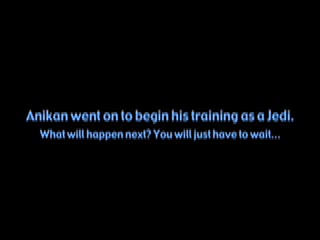 Anikan went on to begin his training as a Jedi.
What will happen next? You will just have to wait...